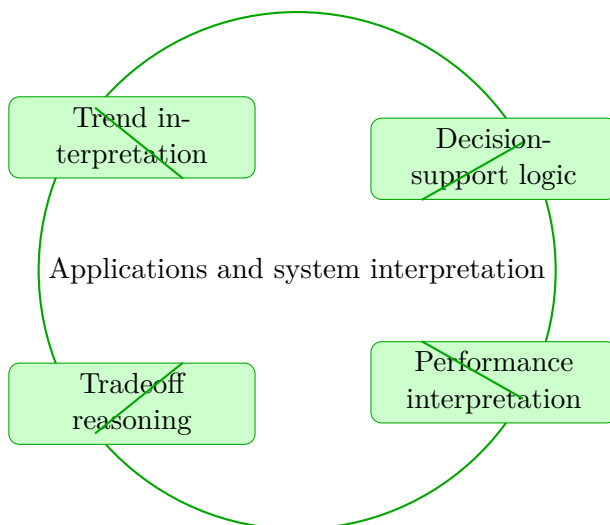 Trend in-
terpretation
Decision-
support logic
Applications and system interpretation
Tradeoff
reasoning
Performance
interpretation